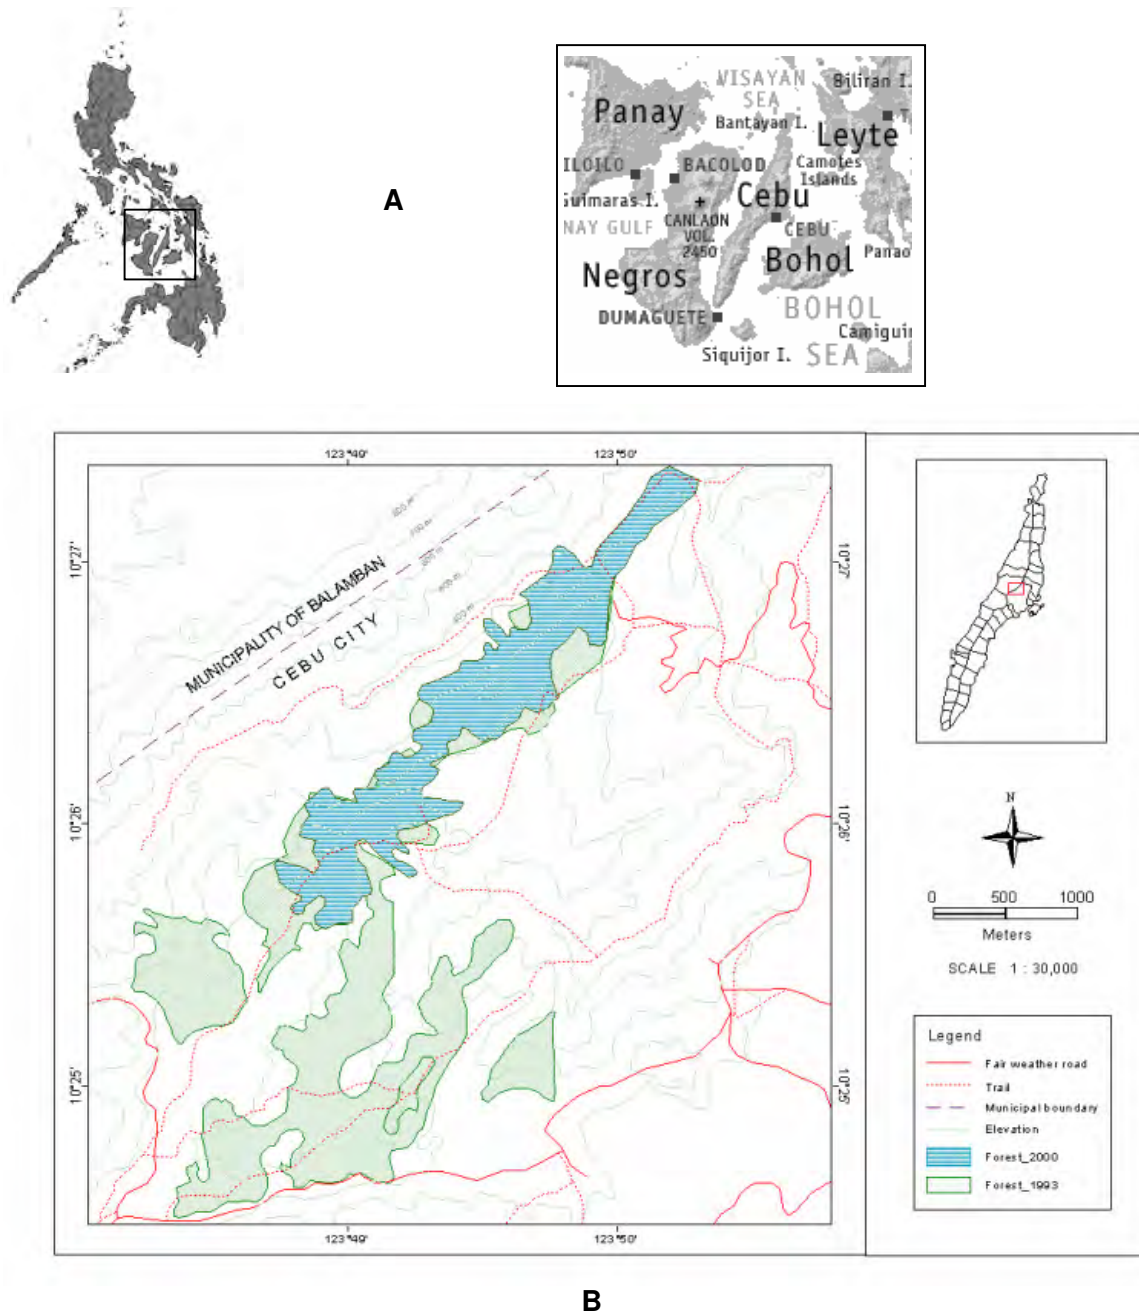 A
VISAYAN
SEA
Biliran I.
Panay
Bantayan I.
T
Leyte
ILOILO
BACOLOD
Camotes
Islands
Guimaras I.
Cebu
NAY GULF
CANLAON
VOL.
2450
CEBU
Panao
Negros
Bohol
DUMAGUETE
BOHOL
SEA
Camiguin
Siquijor I.
123°49'
123°50'
10°27'
10°27'
MUNICIPALITY OF BALAMBAN
CEBU CITY
10°26'
10°26'
10°25'
10°25'
123°49'
123°50'
N
0 500 1000
Meters
SCALE 1 : 30,000
Legend
Fair weather road
Trail
Municipal boundary
Elevation
Forest_2000
Forest_1993
B